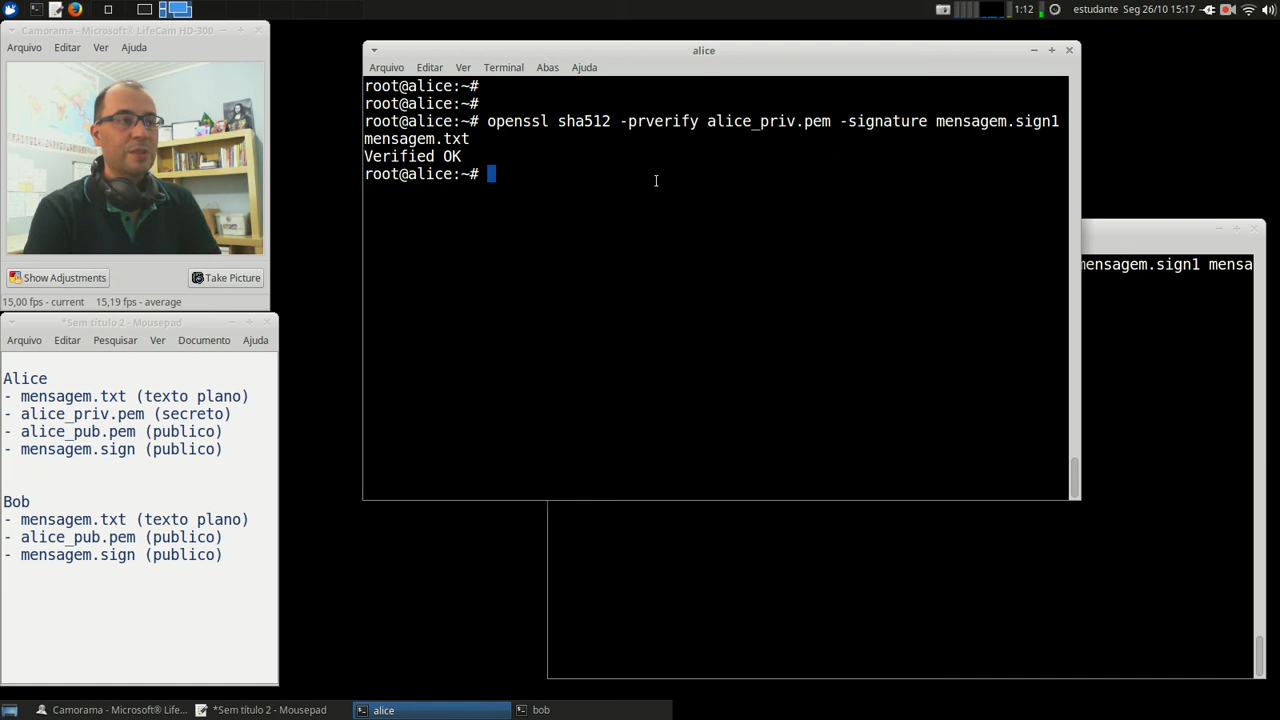 1:12
estudante Seg 26/10 15:17
Camorama - Microsoft® LifeCam HD-300
Arquivo Editar Ver Ajuda
Show Adjustments
Take Picture
15,00 fps - current 15,19 fps - average
*Sem título 2 - Mousepad
Arquivo Editar Pesquisar Ver Documento Ajuda
Alice
- mensagem.txt (texto plano)
- alice_priv.pem (secreto)
- alice_pub.pem (publico)
- mensagem.sign (publico)
Bob
- mensagem.txt (texto plano)
- alice_pub.pem (publico)
- mensagem.sign (publico)
alice
Arquivo Editar Ver Terminal Abas Ajuda
root@alice:~#
root@alice:~#
root@alice:~# openssl sha512 -prverify alice_priv.pem -signature mensagem.sign1
mensagem.txt
Verified OK
root@alice:~#
mensagem.sign1 mensa
Camorama - Microsoft® Life...
*Sem título 2 - Mousepad
alice
bob